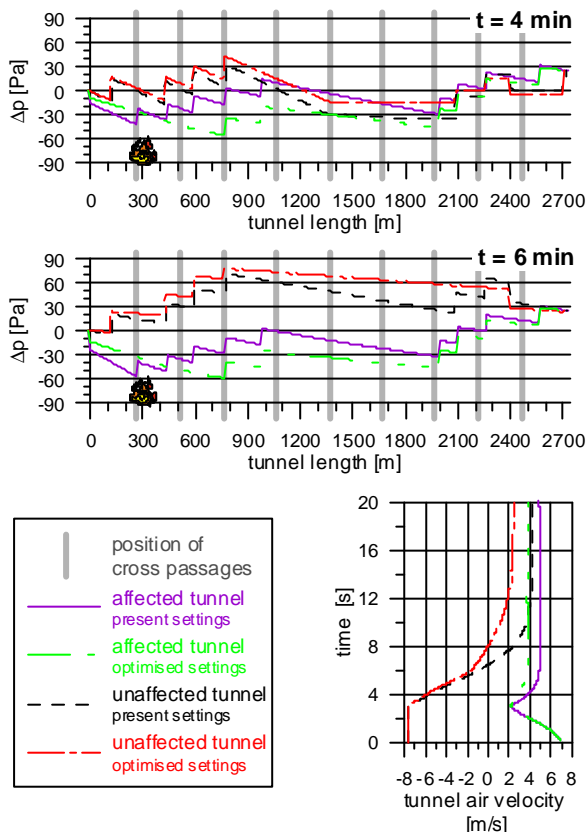 t = 4 min
Δp [Pa]
90
60
30
0
-30
-60
-90
0 300 600 900 1200 1500 1800 2100 2400 2700
tunnel length [m]
t = 6 min
Δp [Pa]
90
60
30
0
-30
-60
-90
0 300 600 900 1200 1500 1800 2100 2400 2700
tunnel length [m]
position of
cross passages
affected tunnel
present settings
affected tunnel
optimised settings
unaffected tunnel
present settings
unaffected tunnel
optimised settings
time [s]
20
16
12
8
4
0
-8 -6 -4 -2 0 2 4 6 8
tunnel air velocity
[m/s]